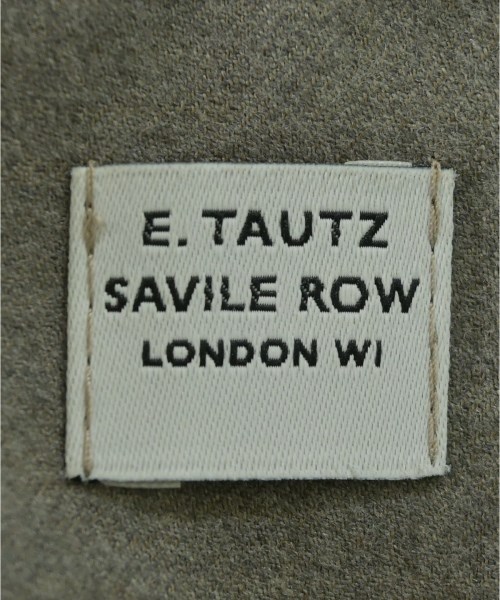 E. TAUTZ
SAVILE ROW
LONDON W1